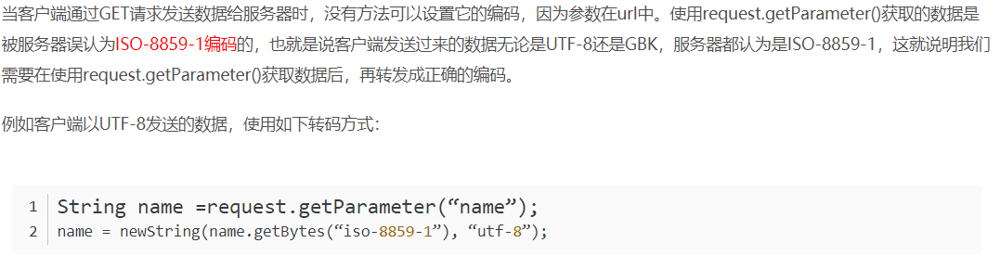 当客户端通过GET请求发送数据给服务器时，没有方法可以设置它的编码，因为参数在url中。使用request.getParameter()获取的数据是
被服务器误认为ISO-8859-1编码的，也就是说客户端发送过来的数据无论是UTF-8还是GBK，服务器都认为是ISO-8859-1，这就说明我们
需要在使用request.getParameter()获取数据后，再转发成正确的编码。
例如客户端以UTF-8发送的数据，使用如下转码方式：
1 String name =request.getParameter(“name”);
2 name = newString(name.getBytes(“iso-8859-1”), “utf-8”);